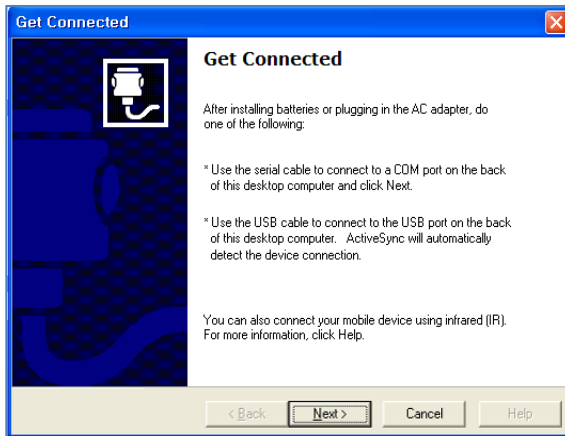 Get Connected
Get Connected
After installing batteries or plugging in the AC adapter, do
one of the following:
* Use the serial cable to connect to a COM port on the back
of this desktop computer and click Next.
* Use the USB cable to connect to the USB port on the back
of this desktop computer.   ActiveSync will automatically
detect the device connection.
You can also connect your mobile device using infrared (IR).
For more information, click Help.
< Back Next > Cancel Help